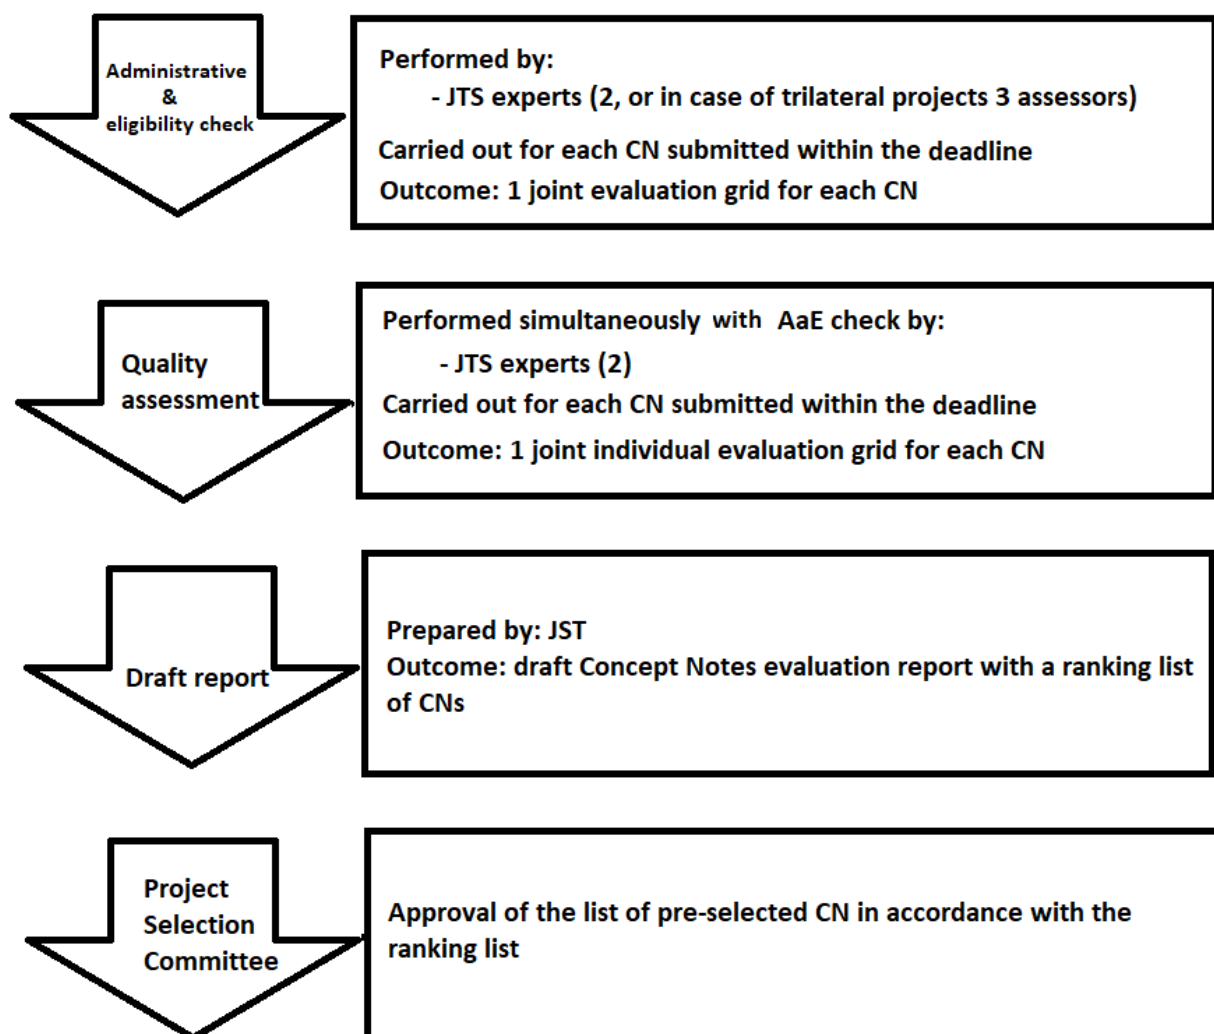 Administrative
&
eligibility check
Performed by:
- JTS experts (2, or in case of trilateral projects 3 assessors)
Carried out for each CN submitted within the deadline
Outcome: 1 joint evaluation grid for each CN
Quality
assessment
Performed simultaneously with AaE check by:
- JTS experts (2)
Carried out for each CN submitted within the deadline
Outcome: 1 joint individual evaluation grid for each CN
Draft report
Prepared by: JST
Outcome: draft Concept Notes evaluation report with a ranking list
of CNs
Project
Selection
Committee
Approval of the list of pre-selected CN in accordance with the
ranking list